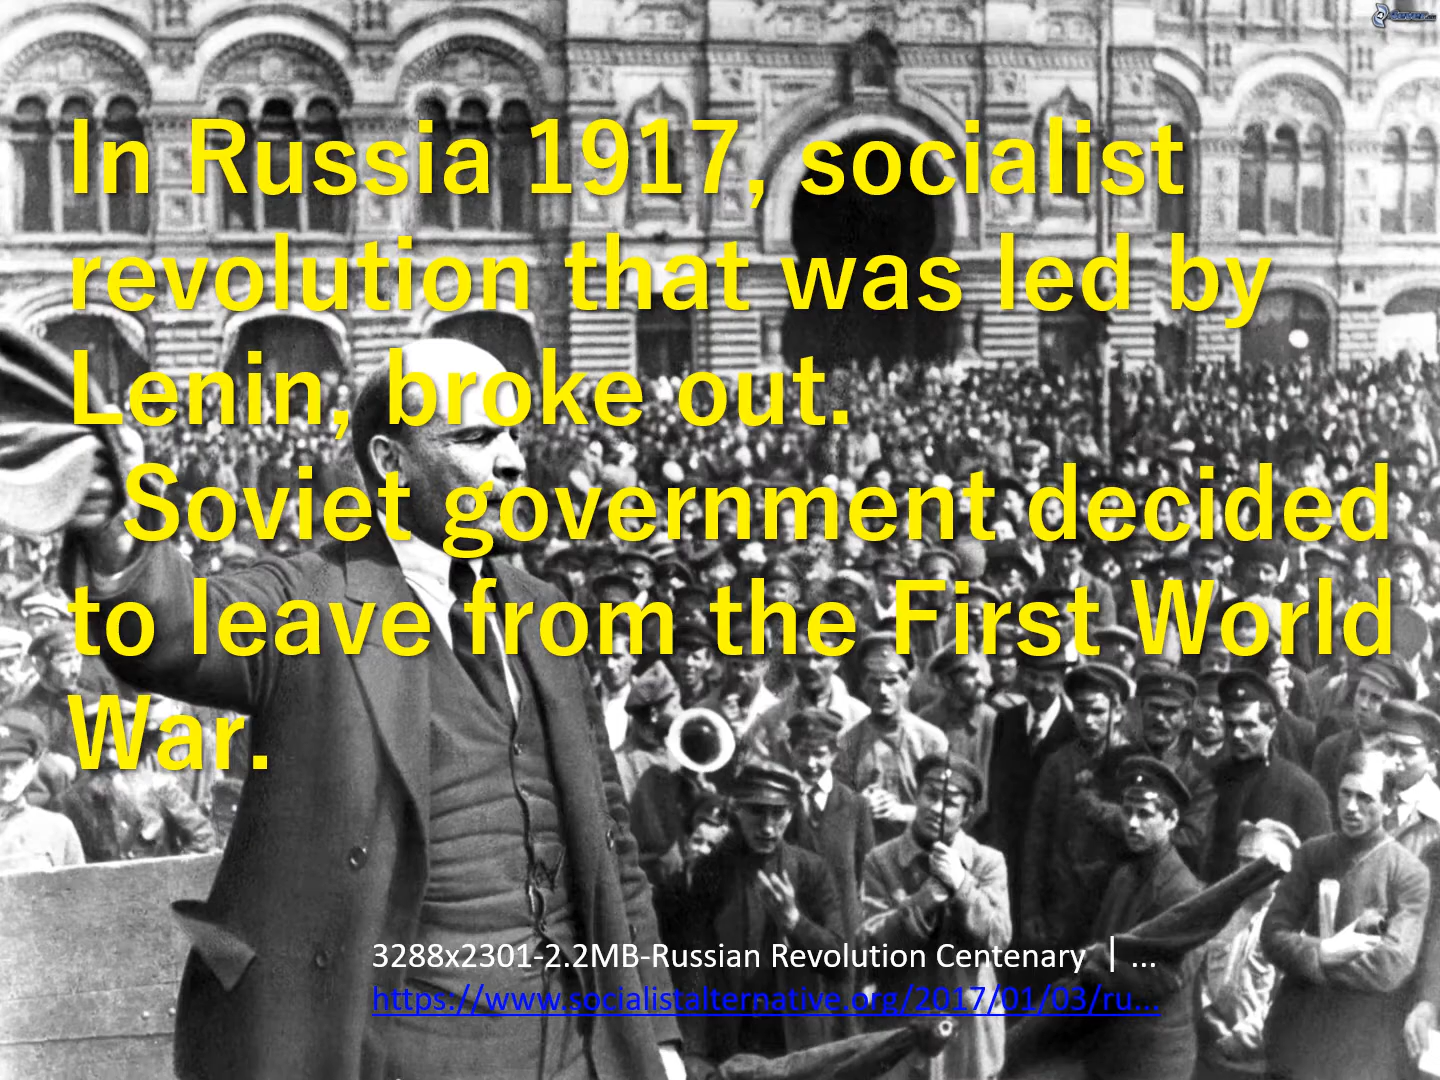 In Russia 1917, socialist
revolution that was led by
Lenin, broke out.
Soviet government decided
to leave from the First World
War.
3288x2301-2.2MB-Russian Revolution Centenary | ...
https://www.socialistalternative.org/2017/01/03/ru...